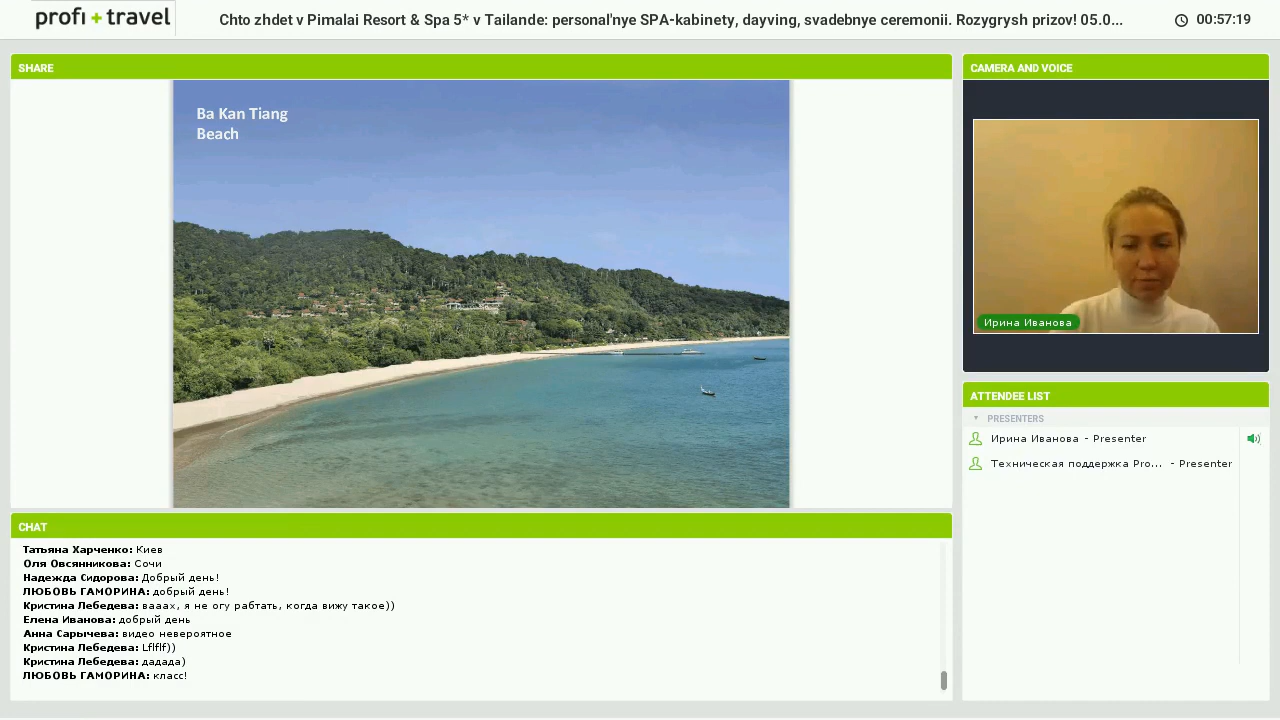 profi + travel
Chto zhdet v Pimalai Resort & Spa 5* v Tailande: personal'nye SPA-kabinety, dayving, svadebnye ceremonii. Rozygrysh prizov! 05.0...
00:57:19
SHARE
Ba Kan Tiang
Beach
CAMERA AND VOICE
Ирина Иванова
ATTENDEE LIST
PRESENTERS
Ирина Иванова - Presenter
Техническая поддержка Pro... - Presenter
CHAT
Татьяна Харченко: Киев
Оля Овсянникова: Сочи
Надежда Сидорова: Добрый день!
ЛЮБОВЬ ГАМОРИНА: добрый день!
Кристина Лебедева: вааах, я не огу рабтать, когда вижу такое))
Елена Иванова: добрый день
Анна Сарычева: видео невероятное
Кристина Лебедева: Lflflf))
Кристина Лебедева: дадада)
ЛЮБОВЬ ГАМОРИНА: класс!